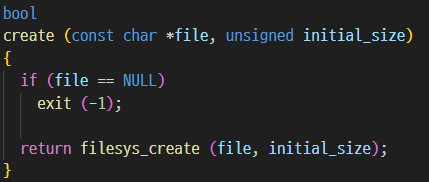 bool
create (const char *file, unsigned initial_size)
{
  if (file == NULL)
    exit (-1);

  return filesys_create (file, initial_size);
}